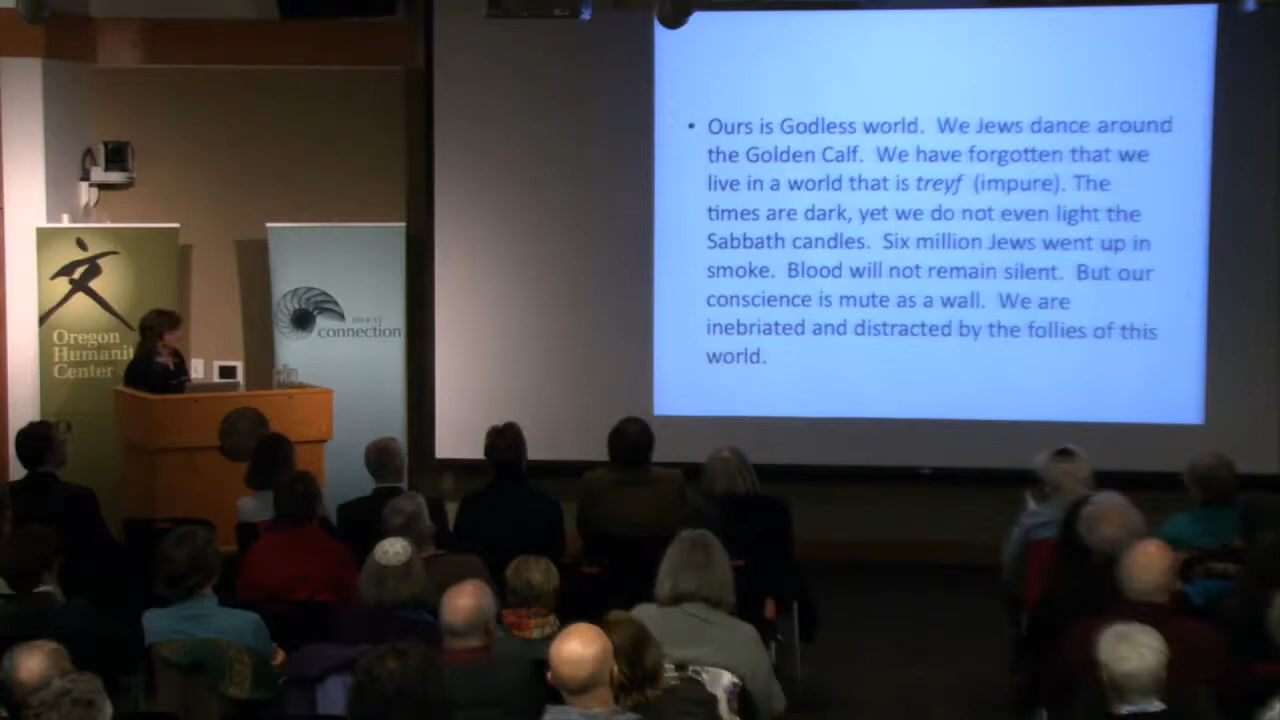 • Ours is Godless world. We Jews dance around
the Golden Calf. We have forgotten that we
live in a world that is treyf (impure). The
times are dark, yet we do not even light the
Sabbath candles. Six million Jews went up in
smoke. Blood will not remain silent. But our
conscience is mute as a wall. We are
inebriated and distracted by the follies of this
world.
Oregon
Humanit
Center
connection